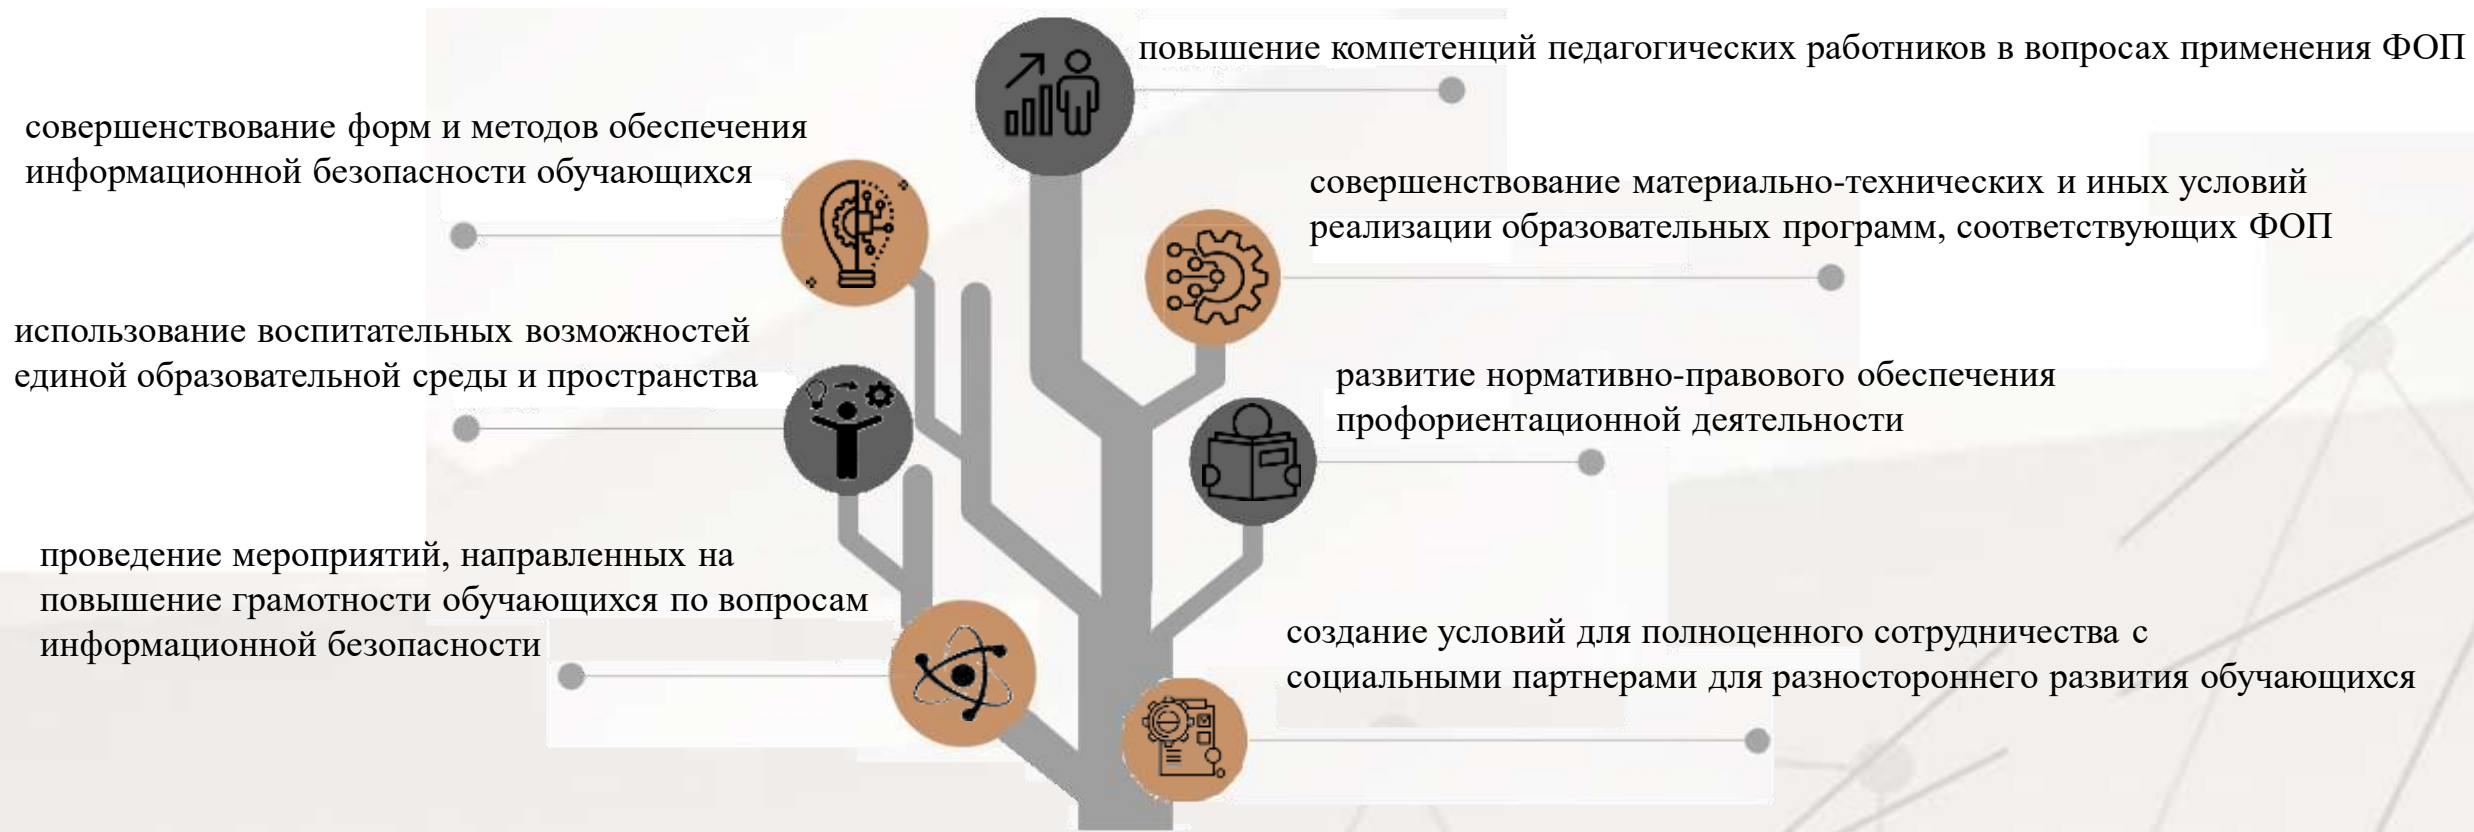 повышение компетенций педагогических работников в вопросах применения ФОП
совершенствование форм и методов обеспечения
информационной безопасности обучающихся
совершенствование материально-технических и иных условий
реализации образовательных программ, соответствующих ФОП
использование воспитательных возможностей
единой образовательной среды и пространства
развитие нормативно-правового обеспечения
профориентационной деятельности
проведение мероприятий, направленных на
повышение грамотности обучающихся по вопросам
информационной безопасности
создание условий для полноценного сотрудничества с
социальными партнерами для разностороннего развития обучающихся